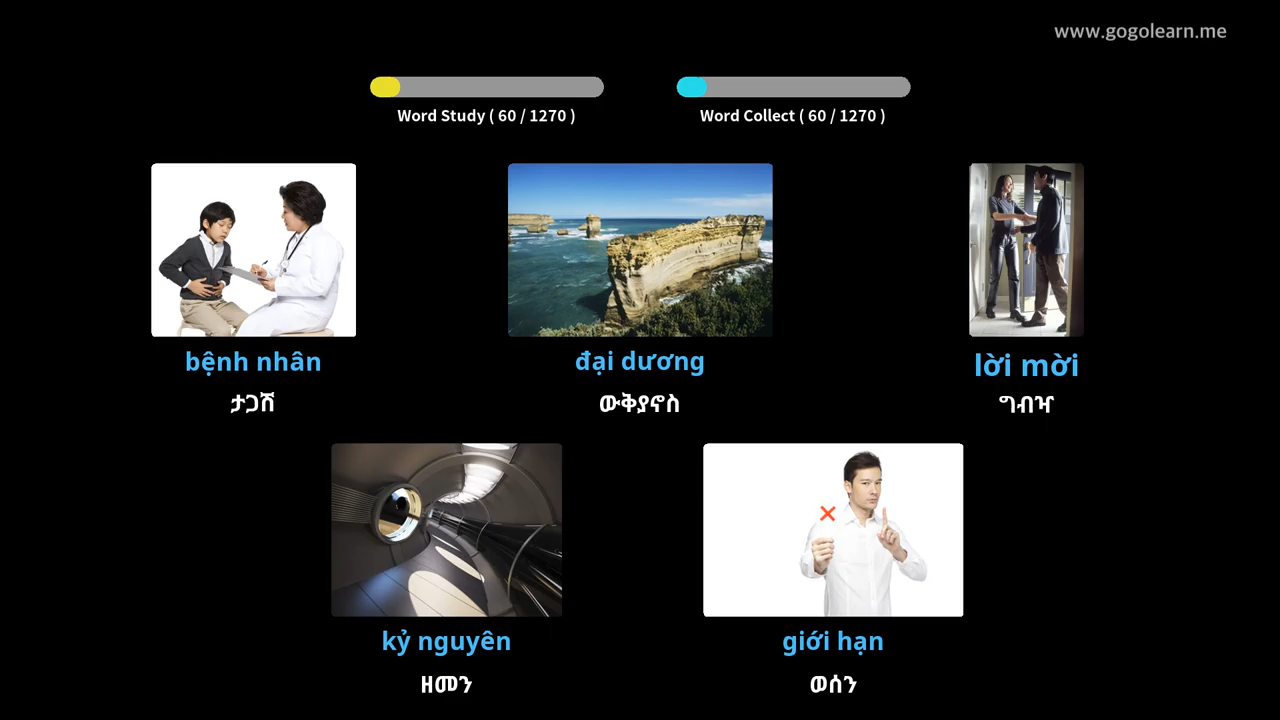 www.gogolearn.me
Word Study ( 60 / 1270 )
Word Collect ( 60 / 1270 )
bệnh nhân
ታጋሽ
đại dương
ውቅያኖስ
lời mời
ግብዣ
kỷ nguyên
ዘመን
giới hạn
ወሰን